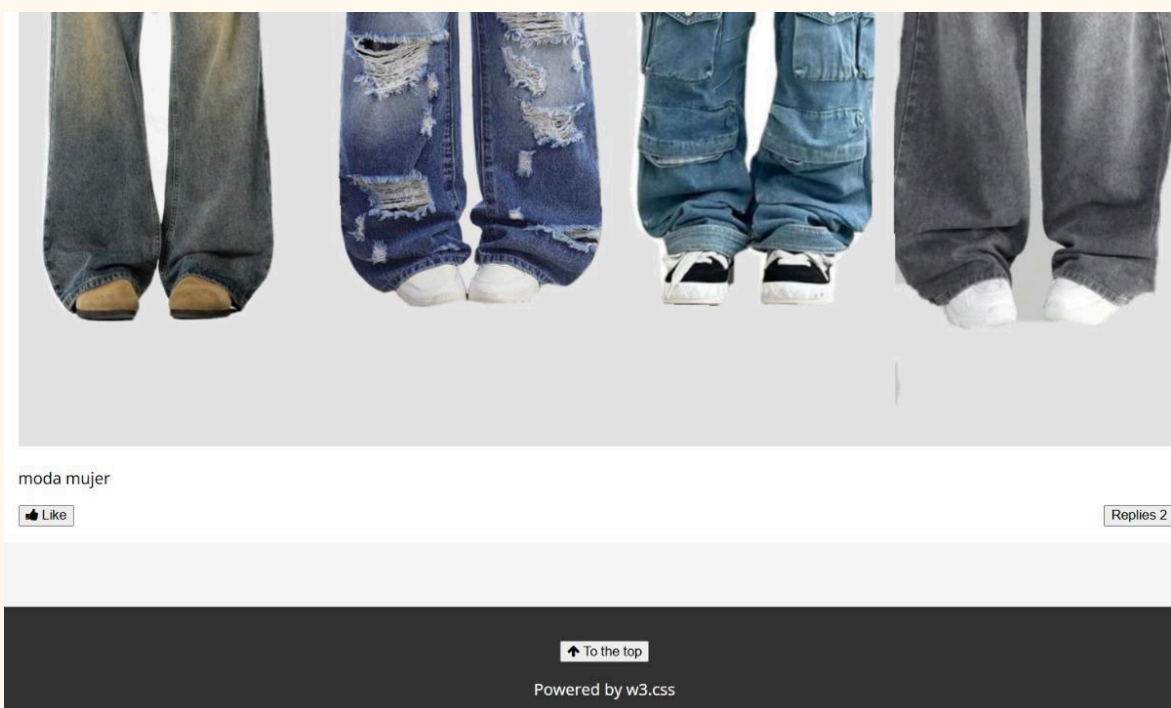 moda mujer
Like
Replies 2
To the top
Powered by w3.css